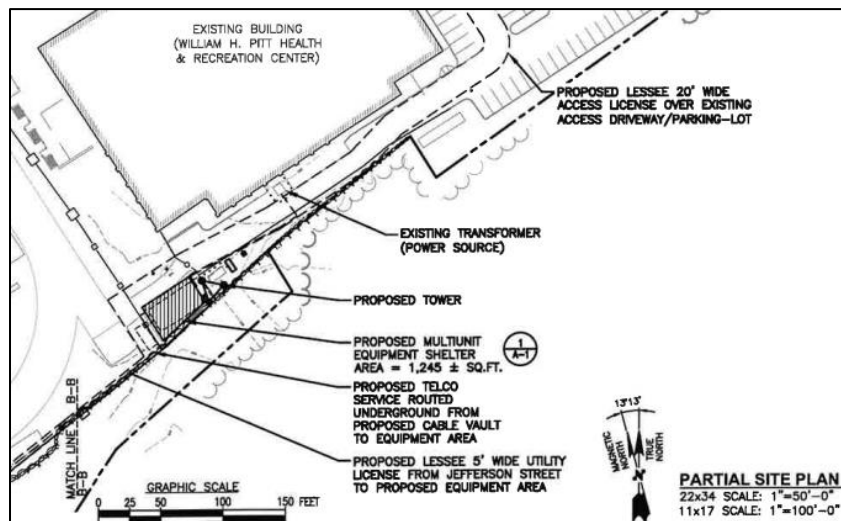 EXISTING BUILDING
(WILLIAM H. PITT HEALTH
& RECREATION CENTER)
PROPOSED LESSEE 20' WIDE
ACCESS LICENSE OVER EXISTING
ACCESS DRIVEWAY/PARKING-LOT
EXISTING TRANSFORMER
(POWER SOURCE)
PROPOSED TOWER
PROPOSED MULTIUNIT
EQUIPMENT SHELTER
AREA = 1,245 ± SQ.FT.
1
A-1
PROPOSED TELCO
SERVICE ROUTED
UNDERGROUND FROM
PROPOSED CABLE VAULT
TO EQUIPMENT AREA
PROPOSED LESSEE 5' WIDE UTILITY
LICENSE FROM JEFFERSON STREET
TO PROPOSED EQUIPMENT AREA
MATCH LINE B-B
B-B
GRAPHIC SCALE
0 25 50 100 150 FEET
13°13'
MAGNETIC NORTH
TRUE NORTH
N
PARTIAL SITE PLAN
22x34 SCALE: 1"=50'-0"
11x17 SCALE: 1"=100'-0"